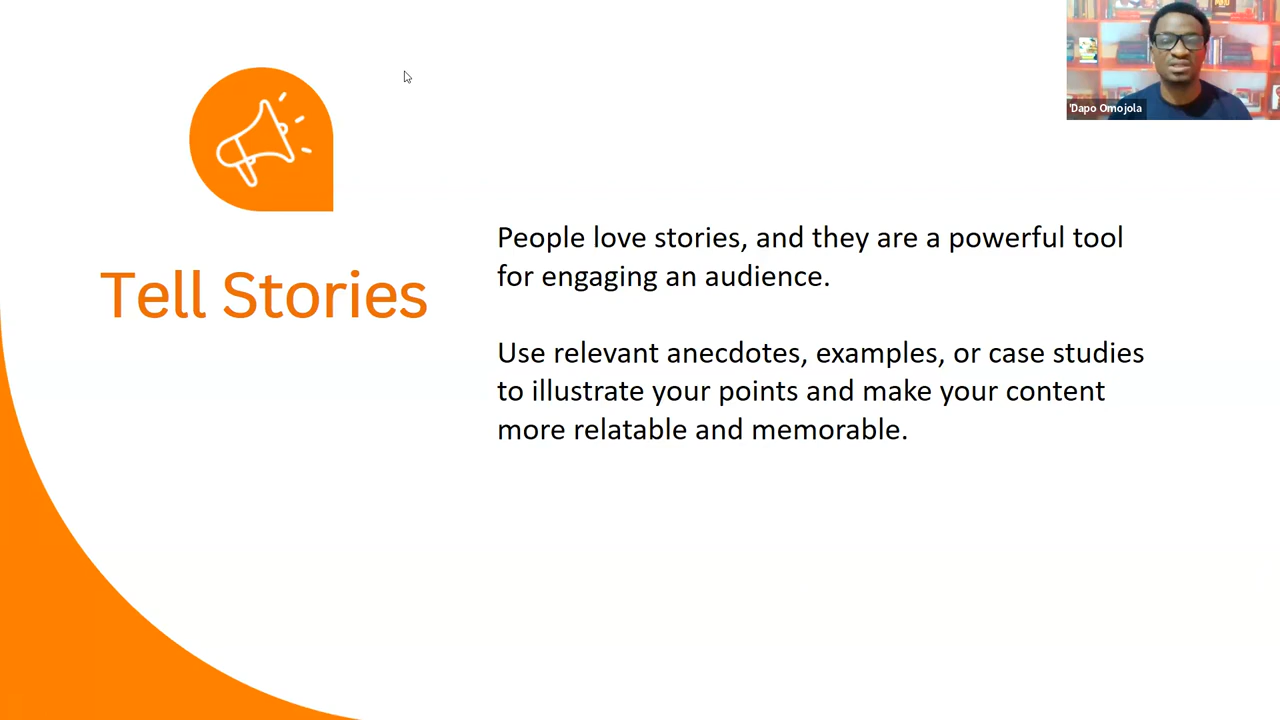 'Dapo Omojola
Tell Stories
People love stories, and they are a powerful tool
for engaging an audience.
Use relevant anecdotes, examples, or case studies
to illustrate your points and make your content
more relatable and memorable.